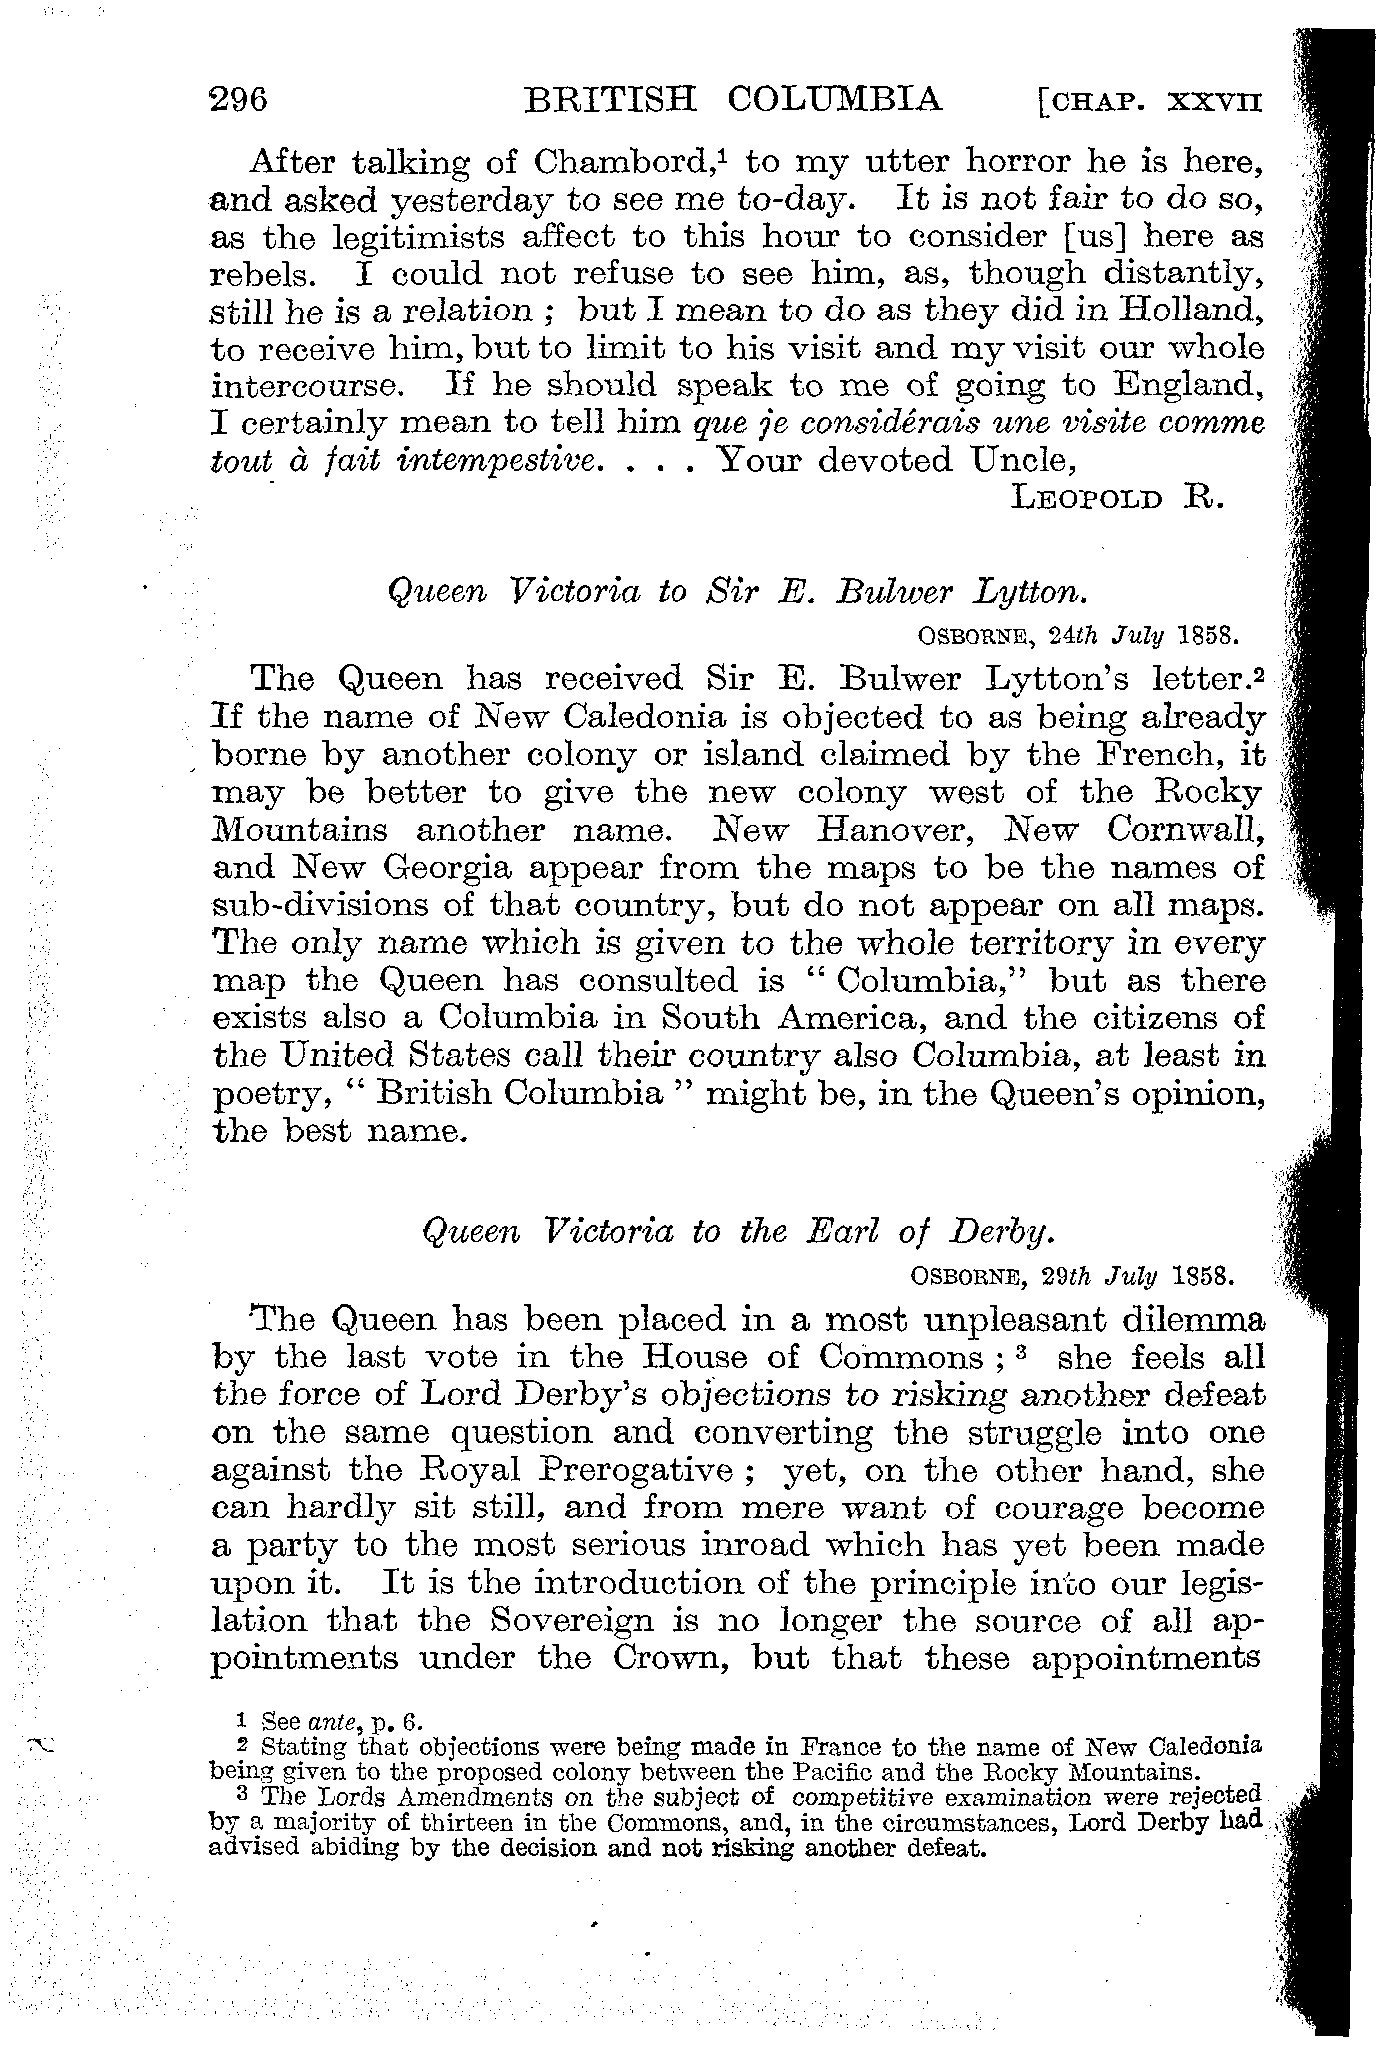 296 BRITISH COLUMBIA [CHAP. XXVII
After talking of Chambord,¹ to my utter horror he is here,
and asked yesterday to see me to-day. It is not fair to do so,
as the legitimists affect to this hour to consider [us] here as
rebels. I could not refuse to see him, as, though distantly,
still he is a relation ; but I mean to do as they did in Holland,
to receive him, but to limit to his visit and my visit our whole
intercourse. If he should speak to me of going to England,
I certainly mean to tell him que je considérais une visite comme
tout à fait intempestive. . . . Your devoted Uncle,
LEOPOLD R.
Queen Victoria to Sir E. Bulwer Lytton.
OSBORNE, 24th July 1858.
The Queen has received Sir E. Bulwer Lytton's letter.²
If the name of New Caledonia is objected to as being already
borne by another colony or island claimed by the French, it
may be better to give the new colony west of the Rocky
Mountains another name. New Hanover, New Cornwall,
and New Georgia appear from the maps to be the names of
sub-divisions of that country, but do not appear on all maps.
The only name which is given to the whole territory in every
map the Queen has consulted is " Columbia," but as there
exists also a Columbia in South America, and the citizens of
the United States call their country also Columbia, at least in
poetry, " British Columbia " might be, in the Queen's opinion,
the best name.
Queen Victoria to the Earl of Derby.
OSBORNE, 29th July 1858.
The Queen has been placed in a most unpleasant dilemma
by the last vote in the House of Commons ; ³ she feels all
the force of Lord Derby's objections to risking another defeat
on the same question and converting the struggle into one
against the Royal Prerogative ; yet, on the other hand, she
can hardly sit still, and from mere want of courage become
a party to the most serious inroad which has yet been made
upon it. It is the introduction of the principle into our legis-
lation that the Sovereign is no longer the source of all ap-
pointments under the Crown, but that these appointments
1 See ante, p. 6.
2 Stating that objections were being made in France to the name of New Caledonia
being given to the proposed colony between the Pacific and the Rocky Mountains.
3 The Lords Amendments on the subject of competitive examination were rejected
by a majority of thirteen in the Commons, and, in the circumstances, Lord Derby had
advised abiding by the decision and not risking another defeat.